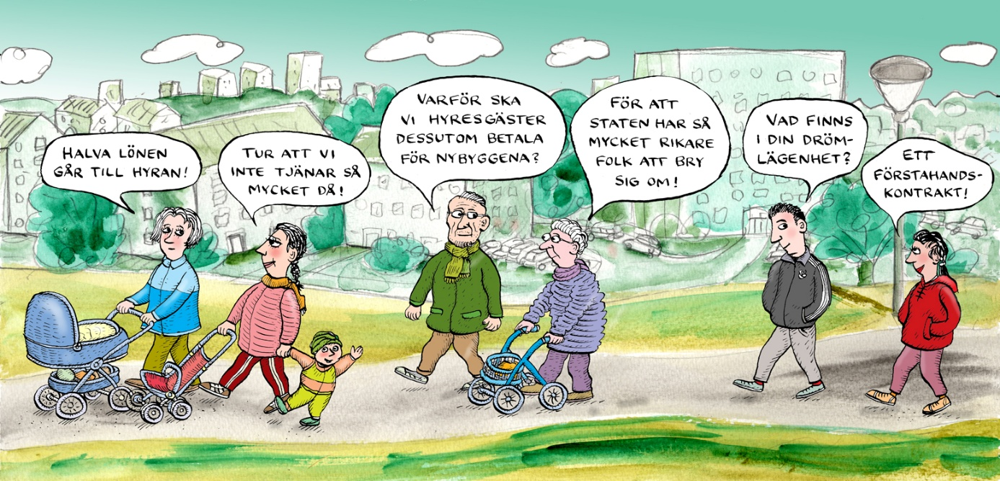 HALVA LÖNEN
GÅR TILL HYRAN!
TUR ATT VI
INTE TJÄNAR SÅ
MYCKET DÅ!
VARFÖR SKA
VI HYRESGÄSTER
DESSUTOM BETALA
FÖR NYBYGGENA?
FÖR ATT
STATEN HAR SÅ
MYCKET RIKARE
FOLK ATT BRY
SIG OM!
VAD FINNS
I DIN DRÖM-
LÄGENHET?
ETT
FÖRSTAHANDS-
KONTRAKT!